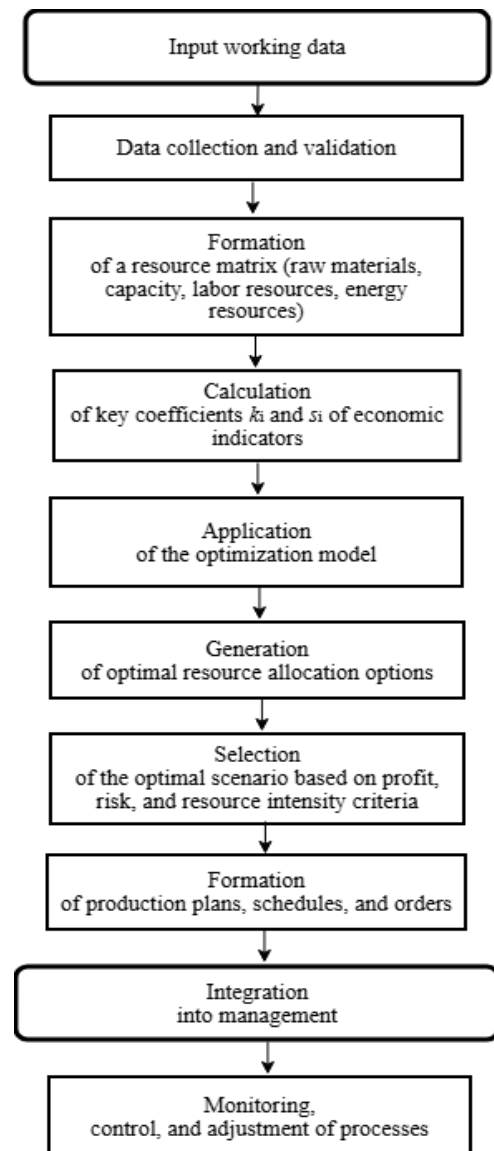 Input working data
Data collection and validation
Formation
of a resource matrix (raw materials,
capacity, labor resources, energy
resources)
Calculation
of key coefficients ki and si of economic
indicators
Application
of the optimization model
Generation
of optimal resource allocation options
Selection
of the optimal scenario based on profit,
risk, and resource intensity criteria
Formation
of production plans, schedules, and orders
Integration
into management
Monitoring,
control, and adjustment of processes